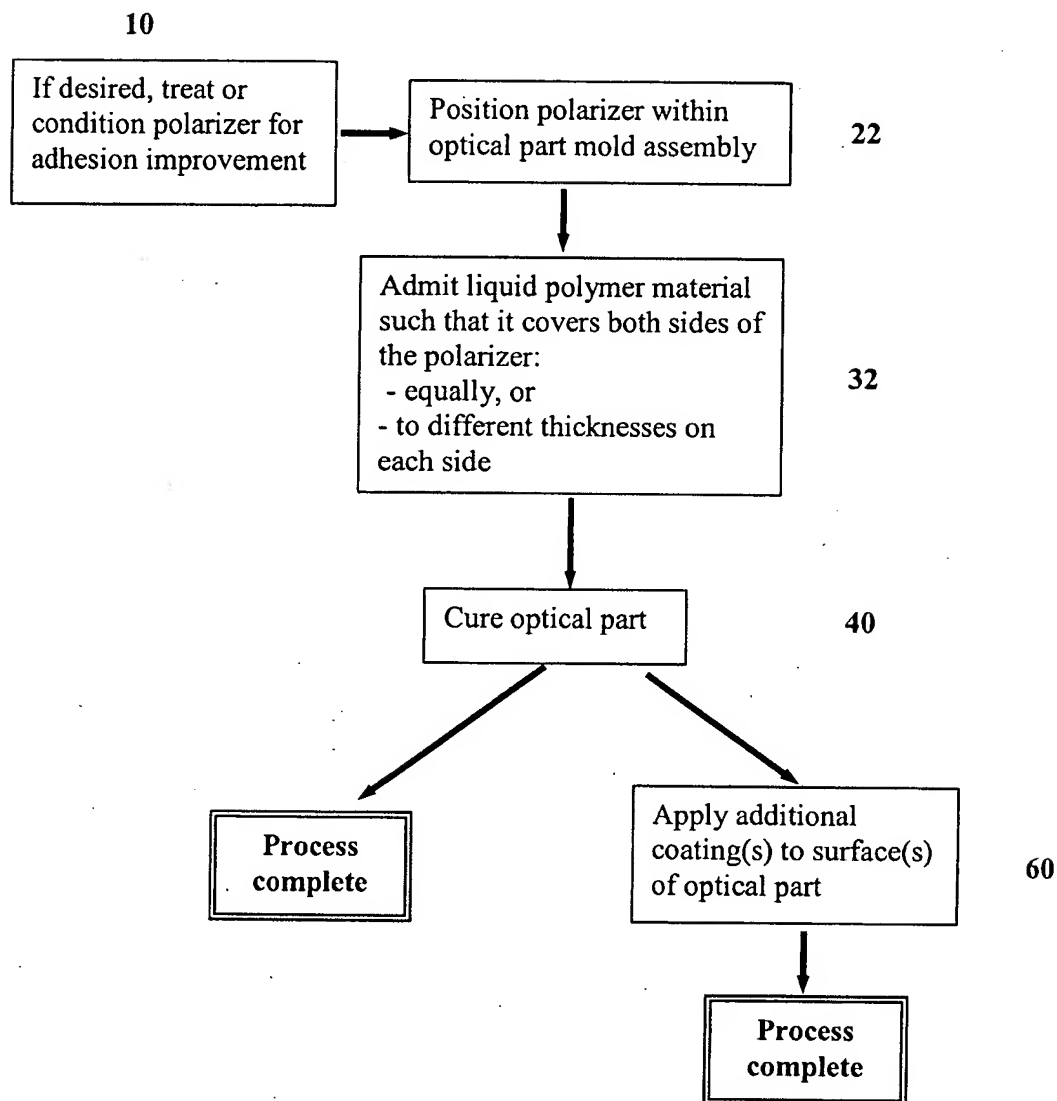 10
If desired, treat or
condition polarizer for
adhesion improvement
Position polarizer within
optical part mold assembly
22
Admit liquid polymer material
such that it covers both sides of
the polarizer:
- equally, or
- to different thicknesses on
each side
32
Cure optical part
40
Process
complete
Apply additional
coating(s) to surface(s)
of optical part
60
Process
complete